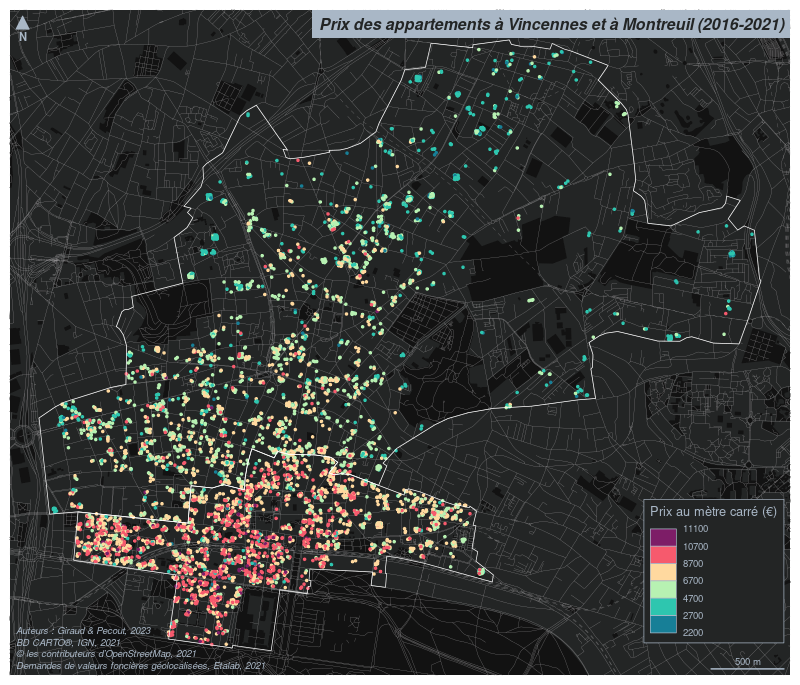 Prix des appartements à Vincennes et à Montreuil (2016-2021)
N
Prix au mètre carré (€)
11100
10700
8700
6700
4700
2700
2200
Auteurs : Giraud & Pecout, 2023
BD CARTO®, IGN, 2021
© les contributeurs d'OpenStreetMap, 2021
Demandes de valeurs foncières géolocalisées, Etalab, 2021
500 m